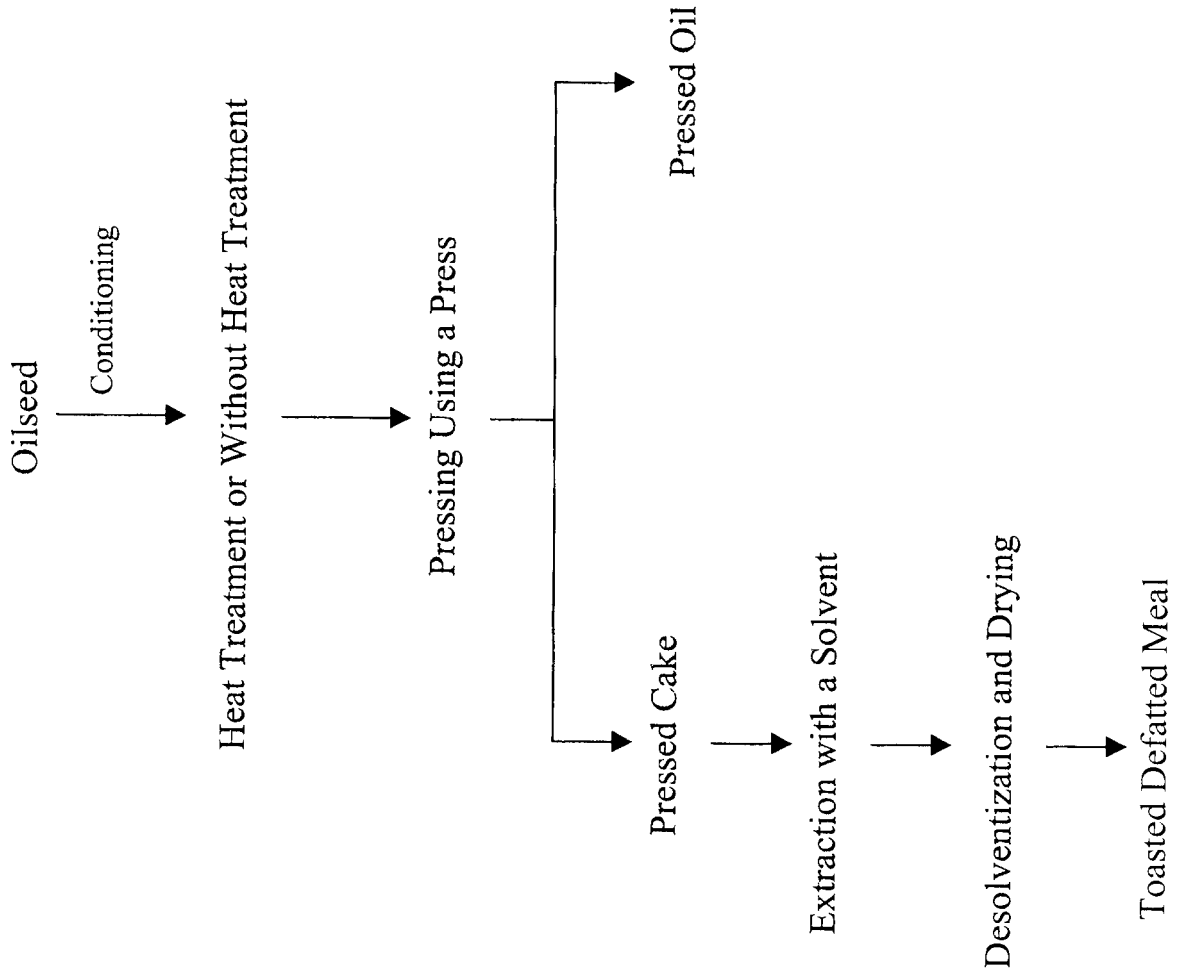 Oilseed
Conditioning
Heat Treatment or Without Heat Treatment
Pressing Using a Press
Pressed Cake
Pressed Oil
Extraction with a Solvent
Desolventization and Drying
Toasted Defatted Meal